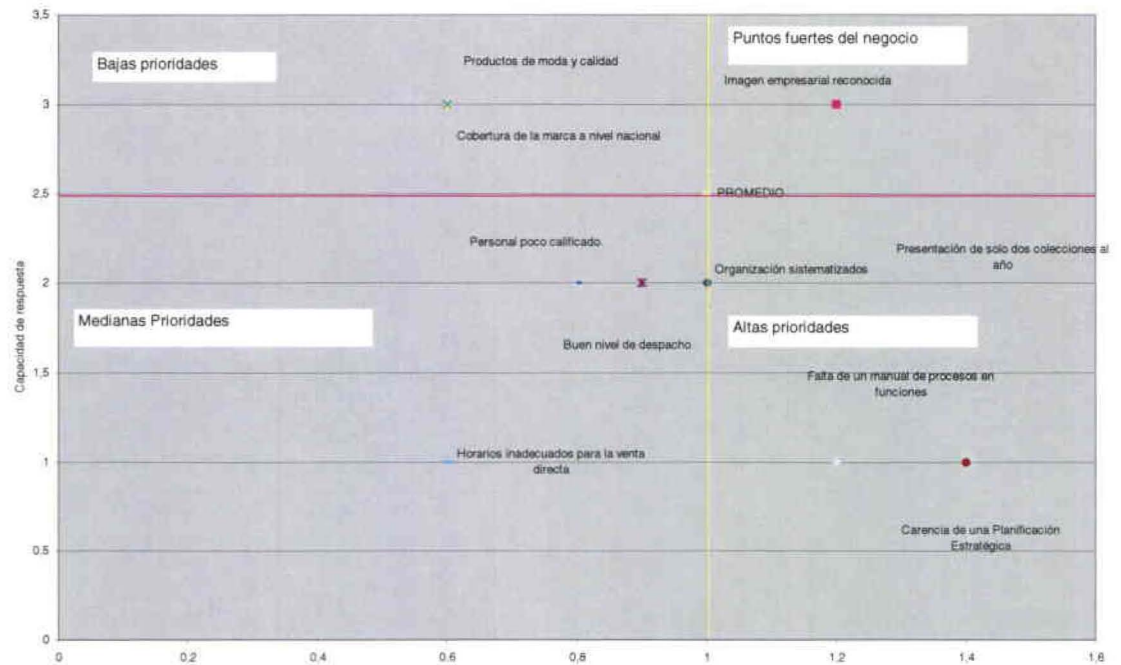 3,5
Puntos fuertes del negocio
Bajas prioridades
Productos de moda y calidad
Imagen empresarial reconocida
3
Cobertura de la marca a nivel nacional
2,5
PROMEDIO
Personal poco calificado.
Presentación de solo dos colecciones al
año
Organización sistematizados
2
Medianas Prioridades
Altas prioridades
Buen nivel de despacho
Capacidad de respuesta
1,5
Falta de un manual de procesos en
funciones
Horarios inadecuados para la venta
directa
1
Carencia de una Planificación
Estratégica
0.5
0
0 0,2 0,4 0,6 0,8 1 1,2 1,4 1,6